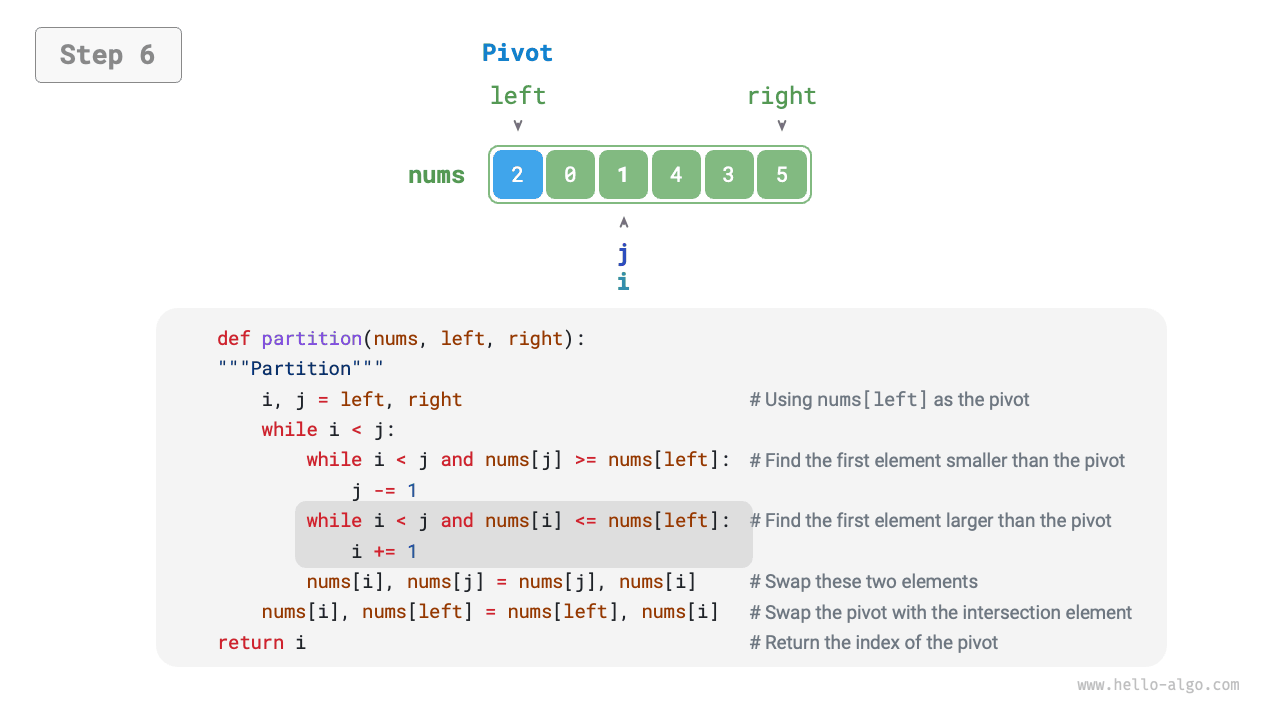 Step 6
Pivot
left right
nums 2 0 1 4 3 5
j
i
def partition(nums, left, right):
"""Partition"""
    i, j = left, right # Using nums[left] as the pivot
    while i < j:
        while i < j and nums[j] >= nums[left]: # Find the first element smaller than the pivot
            j -= 1
        while i < j and nums[i] <= nums[left]: # Find the first element larger than the pivot
            i += 1
        nums[i], nums[j] = nums[j], nums[i] # Swap these two elements
    nums[i], nums[left] = nums[left], nums[i] # Swap the pivot with the intersection element
return i # Return the index of the pivot
www.hello-algo.com